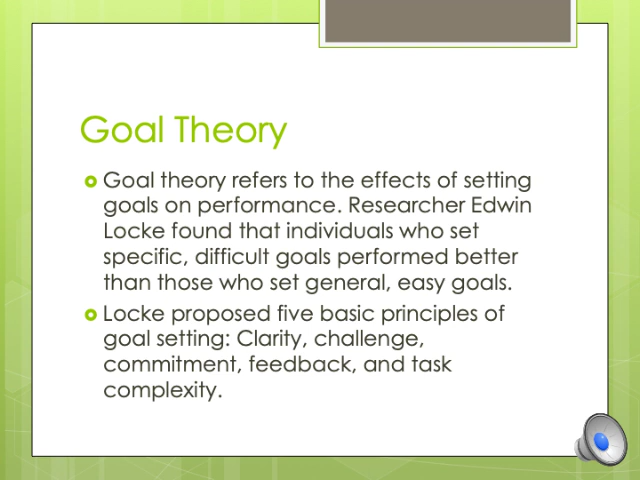 Goal Theory
Goal theory refers to the effects of setting
goals on performance. Researcher Edwin
Locke found that individuals who set
specific, difficult goals performed better
than those who set general, easy goals.
Locke proposed five basic principles of
goal setting: Clarity, challenge,
commitment, feedback, and task
complexity.